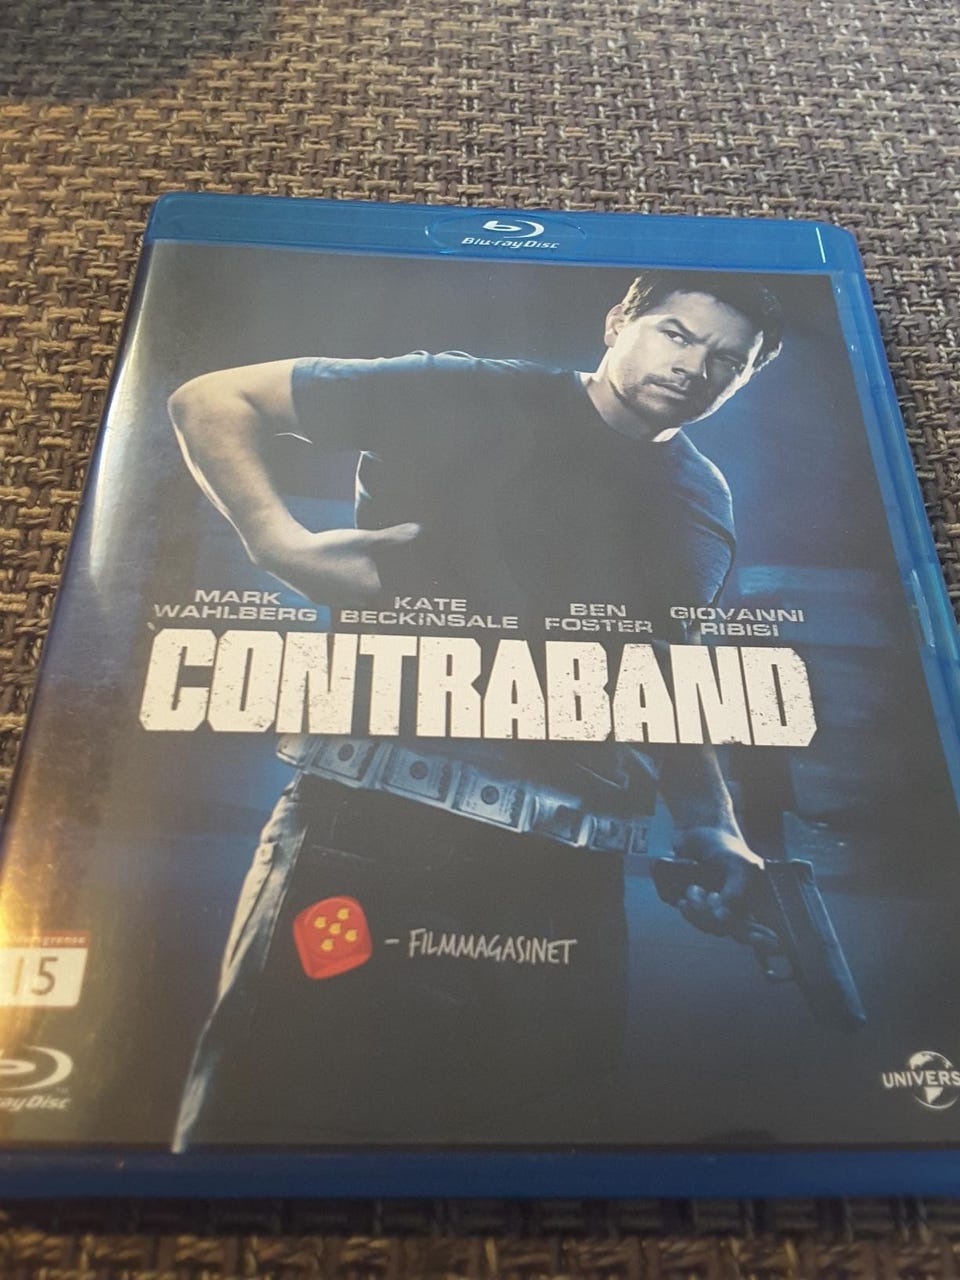 Blu-ray Disc
MARK WAHLBERG
KATE BECKINSALE
BEN FOSTER
GIOVANNI RIBISI
CONTRABAND
– FILMMAGASINET
15
UNIVERS